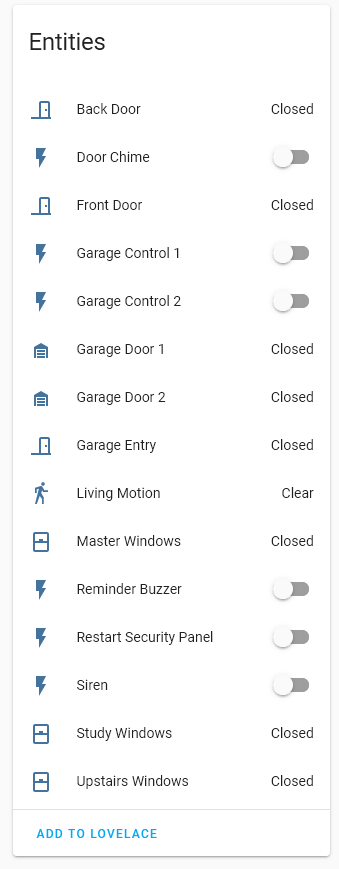 Entities
Back Door Closed
Door Chime
Front Door Closed
Garage Control 1
Garage Control 2
Garage Door 1 Closed
Garage Door 2 Closed
Garage Entry Closed
Living Motion Clear
Master Windows Closed
Reminder Buzzer
Restart Security Panel
Siren
Study Windows Closed
Upstairs Windows Closed
ADD TO LOVELACE